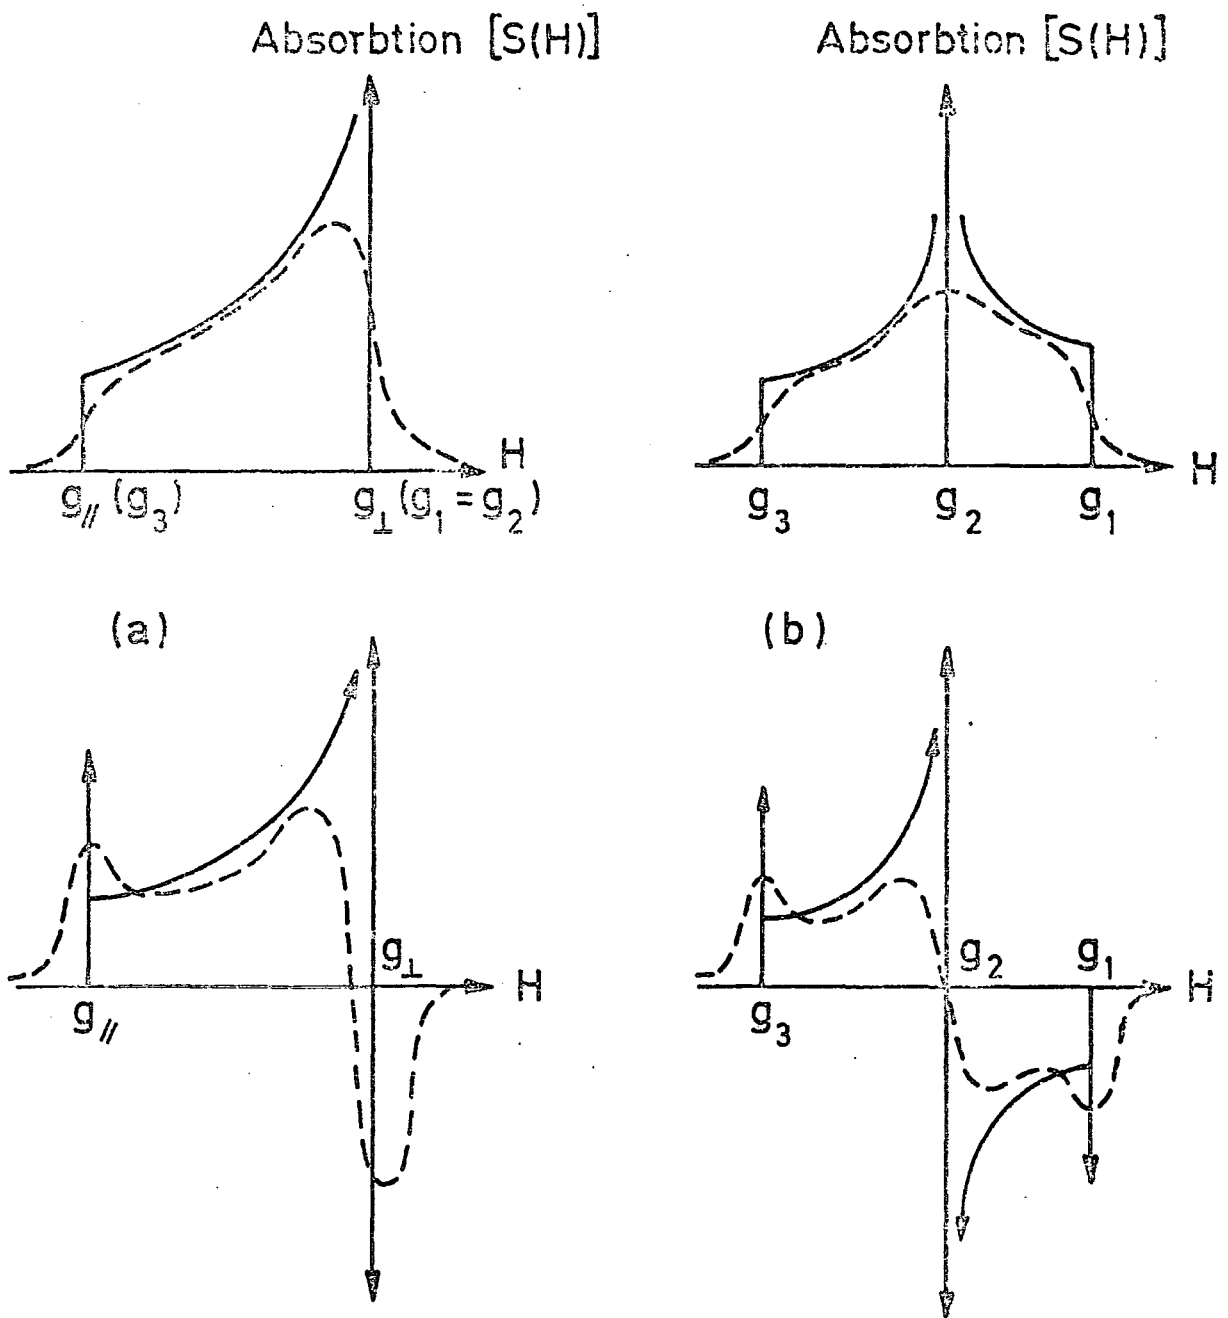 Absorbtion [S(H)]
Absorbtion [S(H)]
H
g// (g3)
g⊥ (g1 = g2)
H
g3
g2
g1
(a)
(b)
g⊥
H
g//
g2
g1
H
g3